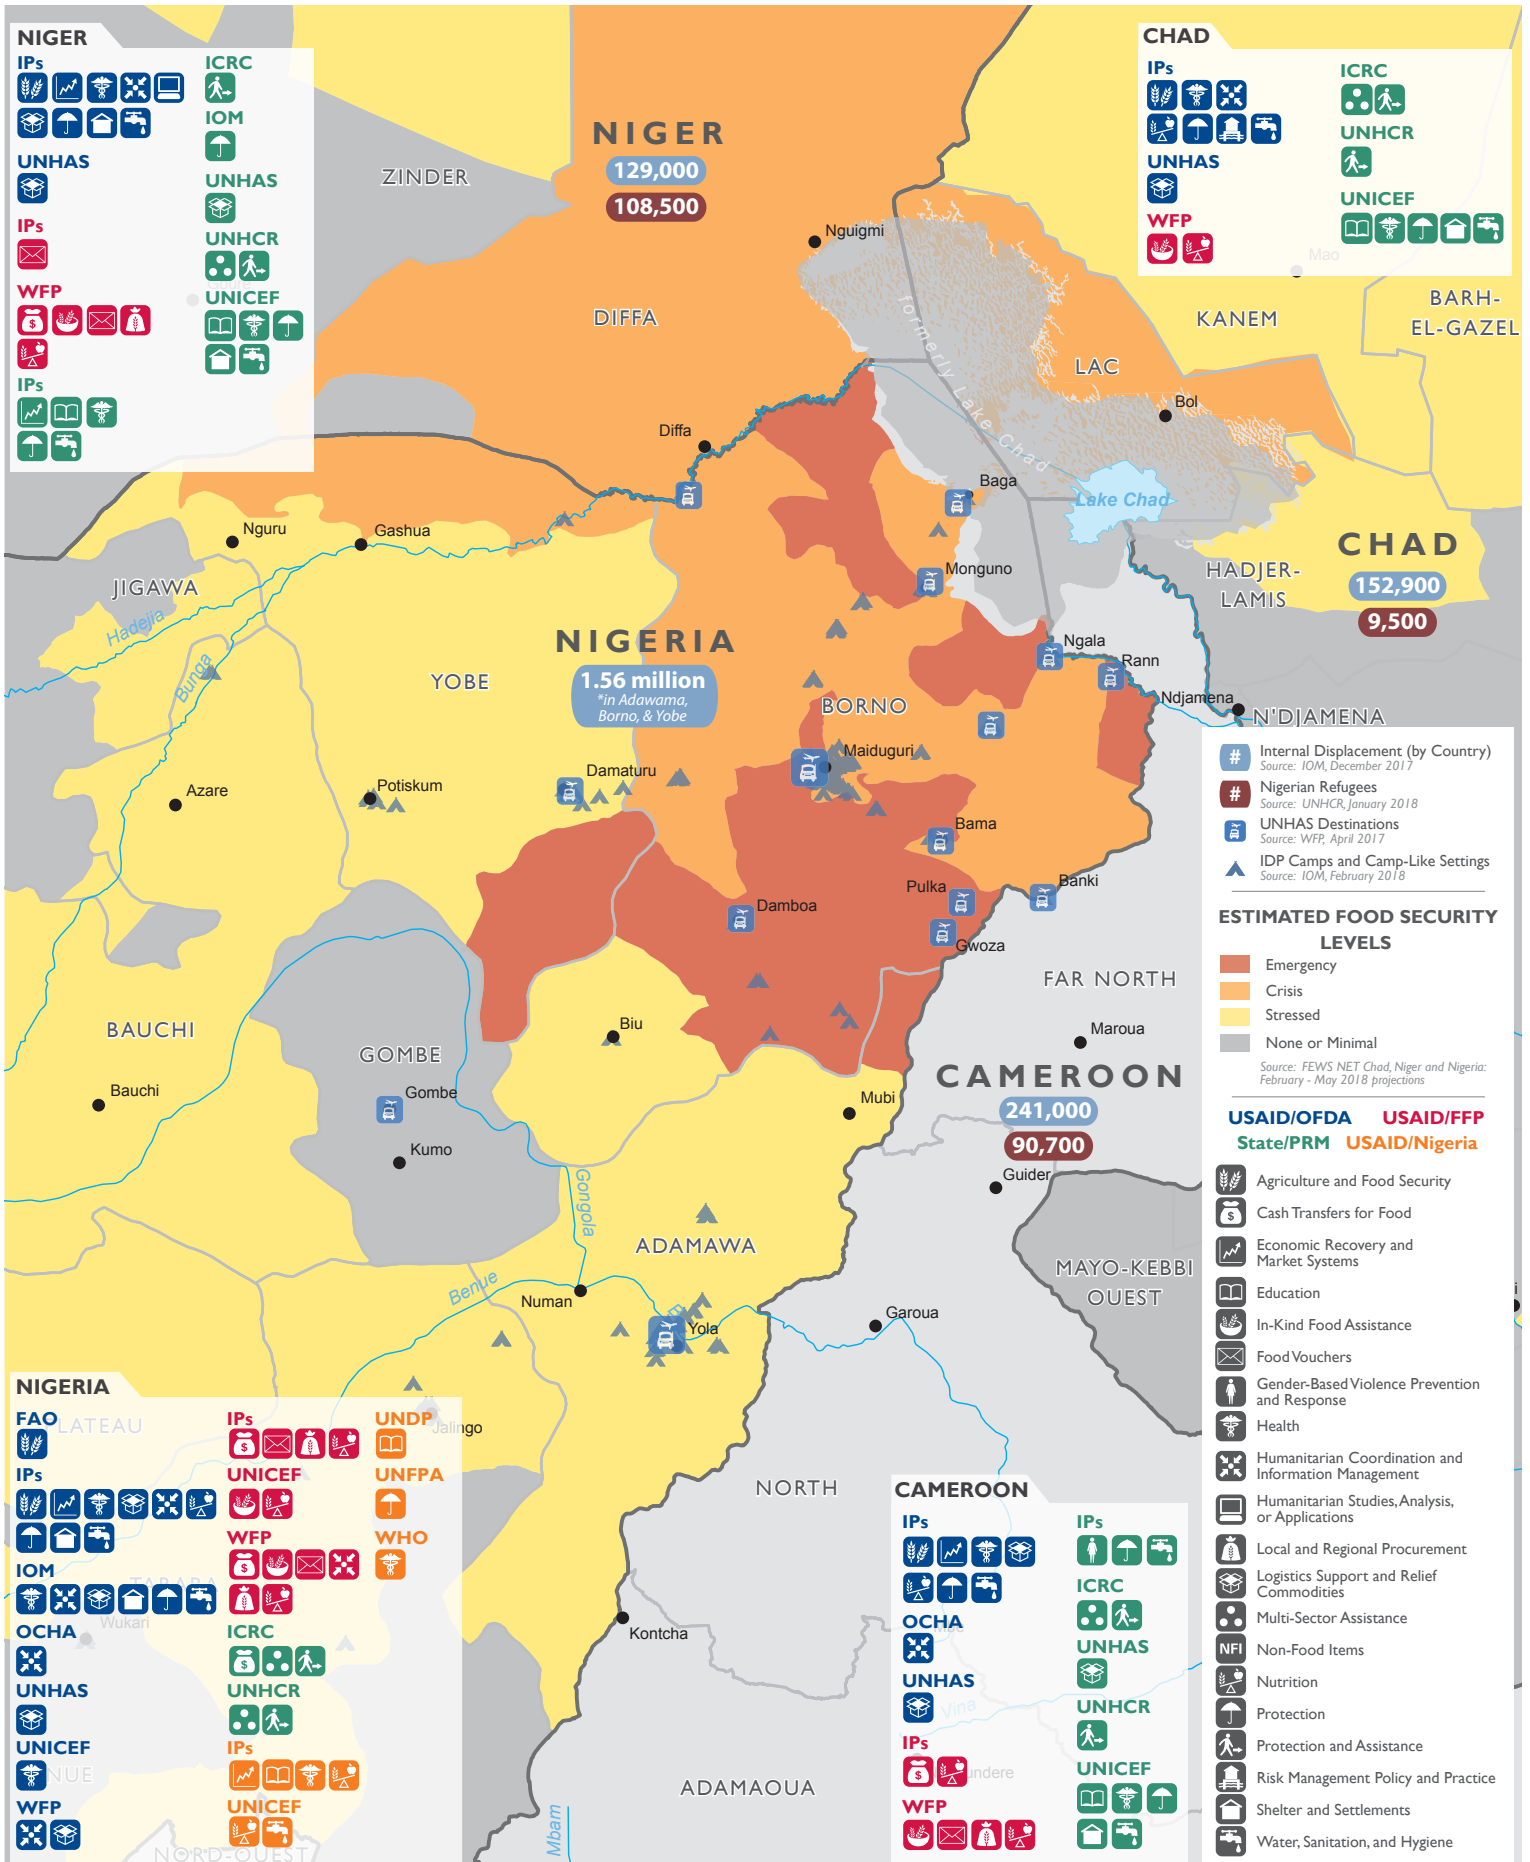 NIGER
IPs
ICRC
IOM
UNHAS
UNHAS
IPs
UNHCR
WFP
UNICEF
IPs
CHAD
IPs
ICRC
UNHCR
UNHAS
UNICEF
WFP
Mao
ZINDER
NIGER
129,000
108,500
Nguigmi
DIFFA
KANEM
BARH-
EL-GAZEL
formerly Lake Chad
LAC
Bol
Diffa
Baga
Lake Chad
Nguru
Gashua
CHAD
152,900
9,500
Monguno
HADJER-
LAMIS
JIGAWA
Hadejia
Bunga
NIGERIA
1.56 million
*in Adawama,
Borno, & Yobe
YOBE
Ngala
Rann
Ndjamena
N'DJAMENA
BORNO
Maiduguri
Damaturu
Potiskum
Azare
Bama
Pulka
Banki
Damboa
Gwoza
FAR NORTH
BAUCHI
Biu
Maroua
GOMBE
Gombe
Bauchi
CAMEROON
241,000
90,700
Mubi
Kumo
Guider
Gongola
ADAMAWA
MAYO-KEBBI
OUEST
Benue
Numan
Yola
Garoua
Jalingo
NORTH
Kontcha
ADAMAOUA
Mbam
Vina
Wukari
TARABA
NORD-OUEST
# Internal Displacement (by Country)
Source: IOM, December 2017
# Nigerian Refugees
Source: UNHCR, January 2018
UNHAS Destinations
Source: WFP, April 2017
IDP Camps and Camp-Like Settings
Source: IOM, February 2018
ESTIMATED FOOD SECURITY
LEVELS
Emergency
Crisis
Stressed
None or Minimal
Source: FEWS NET Chad, Niger and Nigeria:
February - May 2018 projections
USAID/OFDA USAID/FFP
State/PRM USAID/Nigeria
Agriculture and Food Security
$ Cash Transfers for Food
Economic Recovery and
Market Systems
Education
In-Kind Food Assistance
Food Vouchers
Gender-Based Violence Prevention
and Response
Health
Humanitarian Coordination and
Information Management
Humanitarian Studies, Analysis,
or Applications
Local and Regional Procurement
Logistics Support and Relief
Commodities
Multi-Sector Assistance
NFI Non-Food Items
Nutrition
Protection
Protection and Assistance
Risk Management Policy and Practice
Shelter and Settlements
Water, Sanitation, and Hygiene
NIGERIA
FAO
IPs
UNDP
IPs
UNICEF
UNFPA
WFP
WHO
IOM
OCHA
ICRC
UNHAS
UNHCR
UNICEF
IPs
WFP
UNICEF
CAMEROON
IPs
IPs
ICRC
OCHA
UNHAS
UNHAS
UNHCR
IPs
UNICEF
WFP